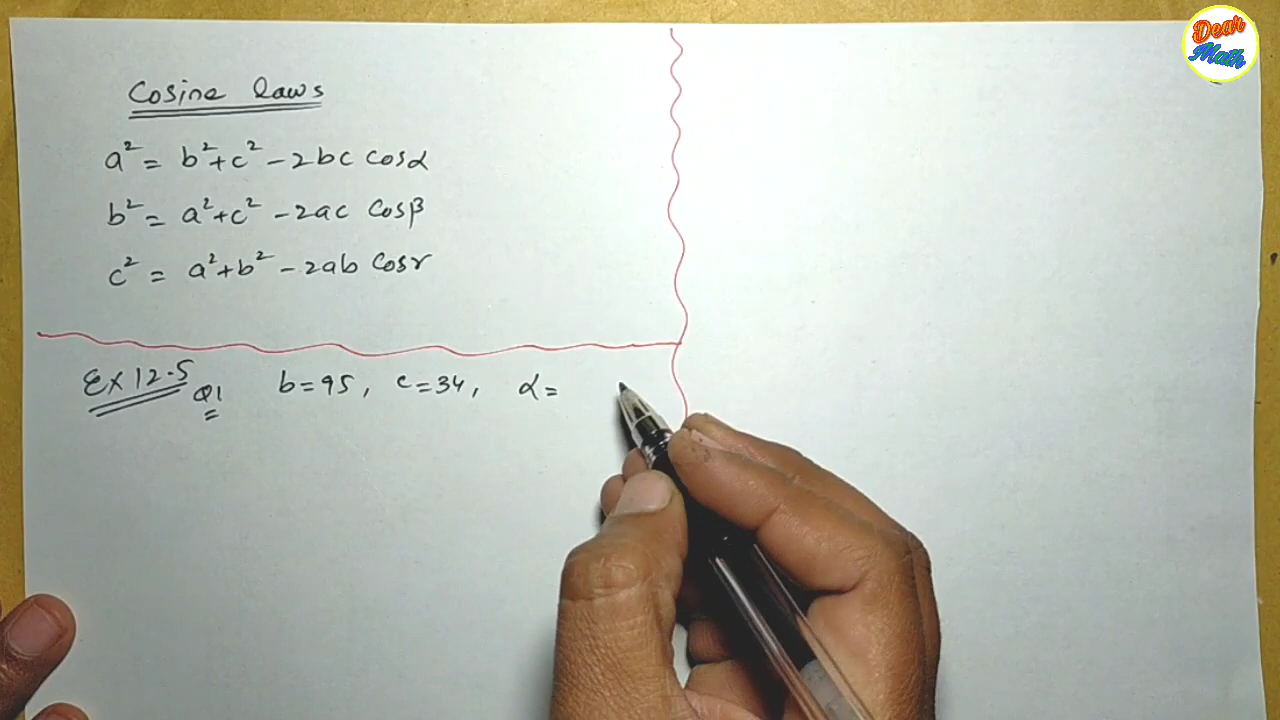 Cosine laws
a² = b²+c² - 2bc cosα
b² = a²+c² - 2ac cosβ
c² = a²+b² - 2ab cosγ
Ex 12.5 Q1 b=95, c=34, α=
Dear
Math